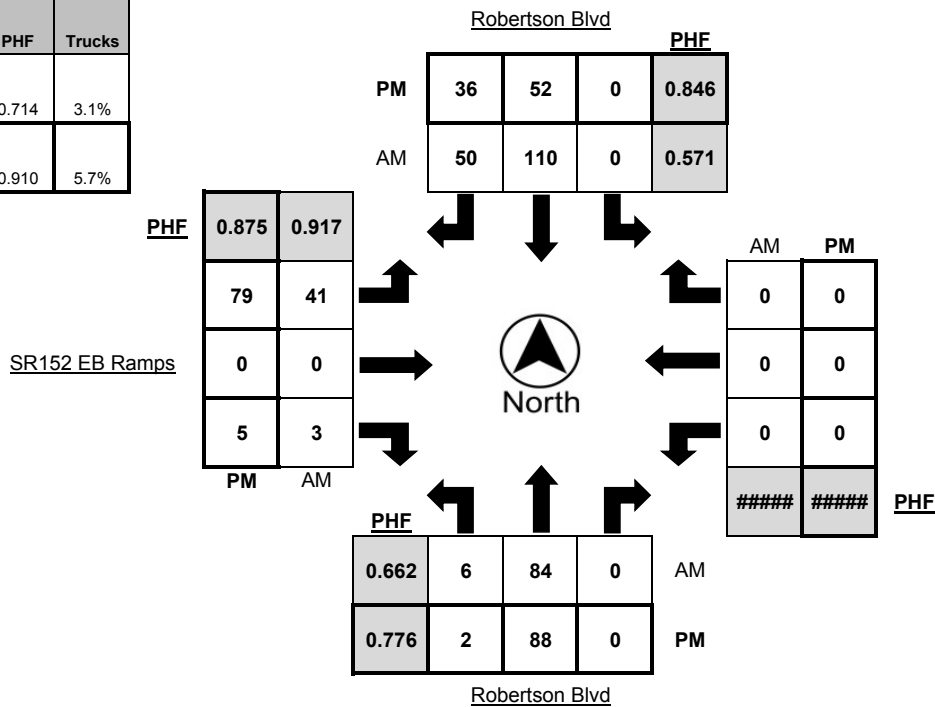 Robertson Blvd
PHF Trucks
PHF
PM 36 52 0 0.846
0.714 3.1%
AM 50 110 0 0.571
0.910 5.7%
PHF 0.875 0.917
AM PM
79 41
0 0
SR152 EB Ramps 0 0
0 0
North
5 3
0 0
PM AM
##### ##### PHF
PHF
0.662 6 84 0 AM
0.776 2 88 0 PM
Robertson Blvd